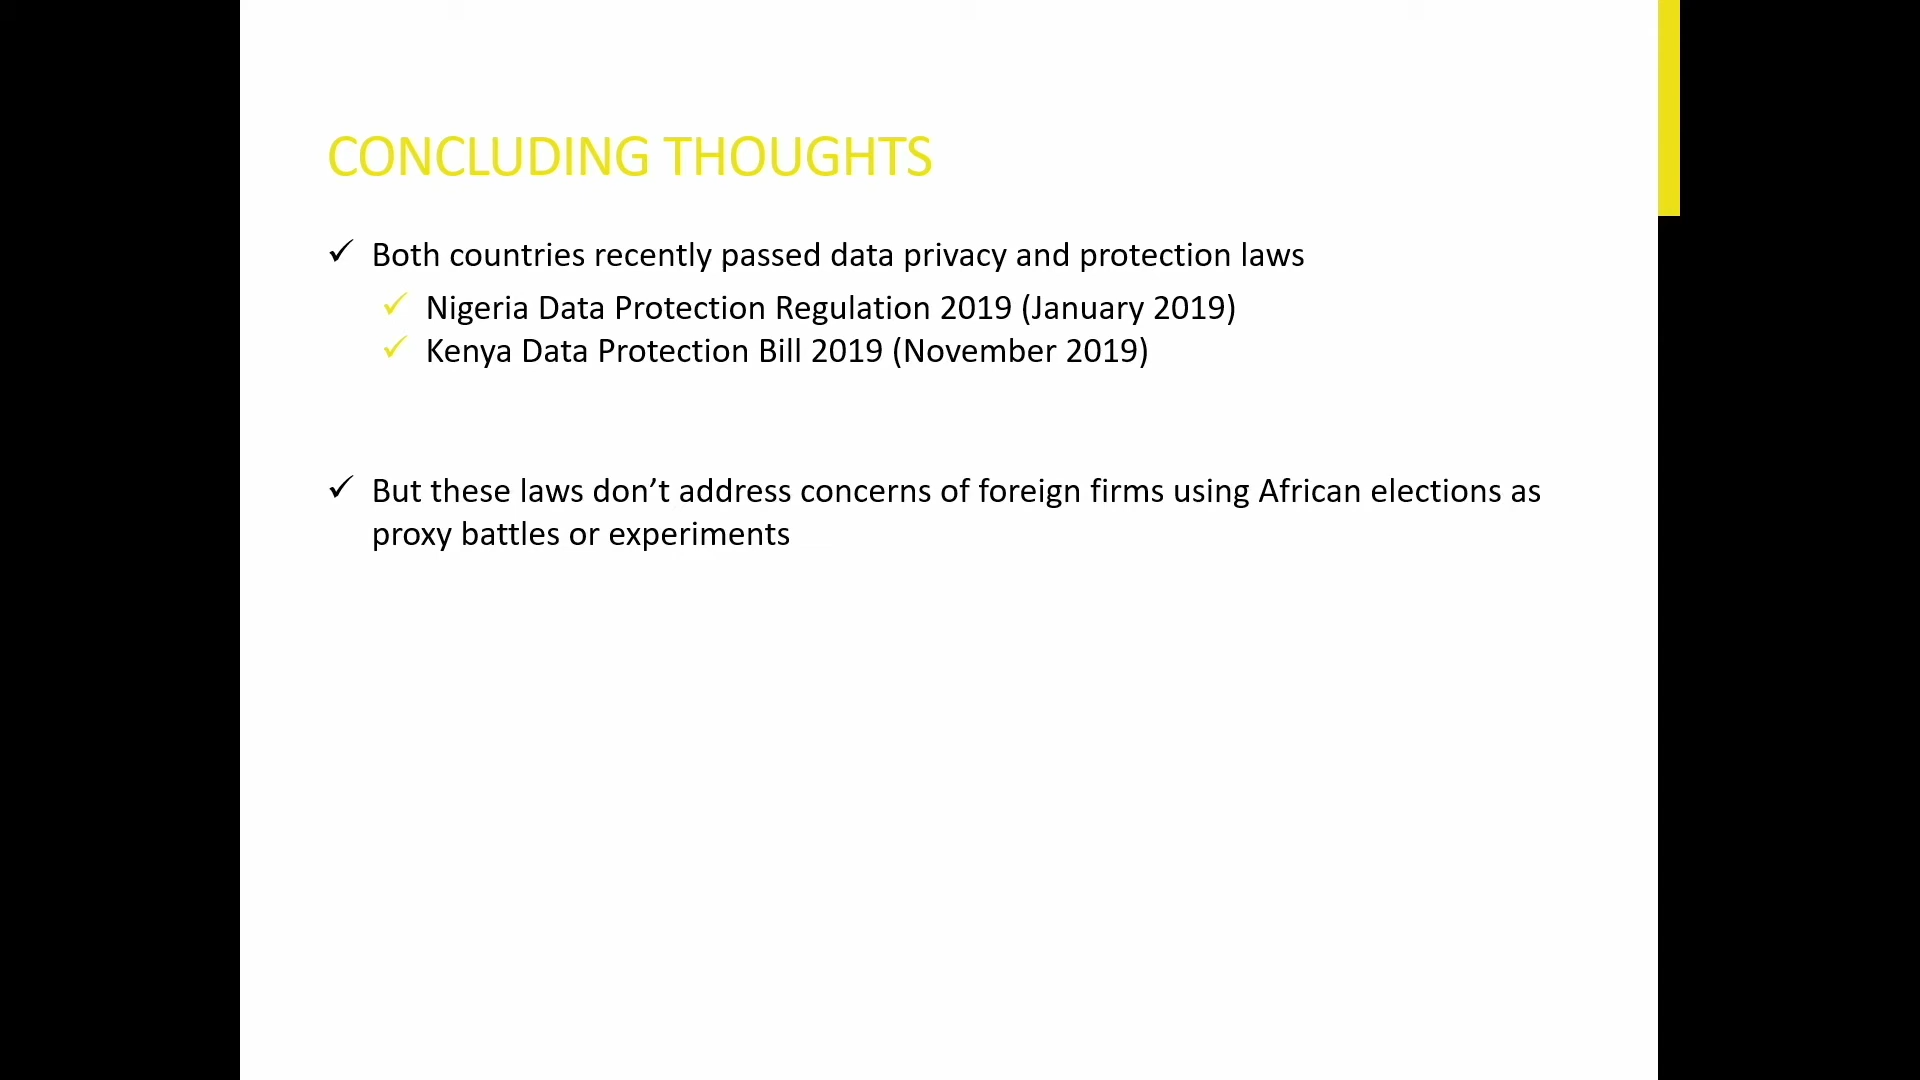 CONCLUDING THOUGHTS
Both countries recently passed data privacy and protection laws
Nigeria Data Protection Regulation 2019 (January 2019)
Kenya Data Protection Bill 2019 (November 2019)
But these laws don’t address concerns of foreign firms using African elections as
proxy battles or experiments